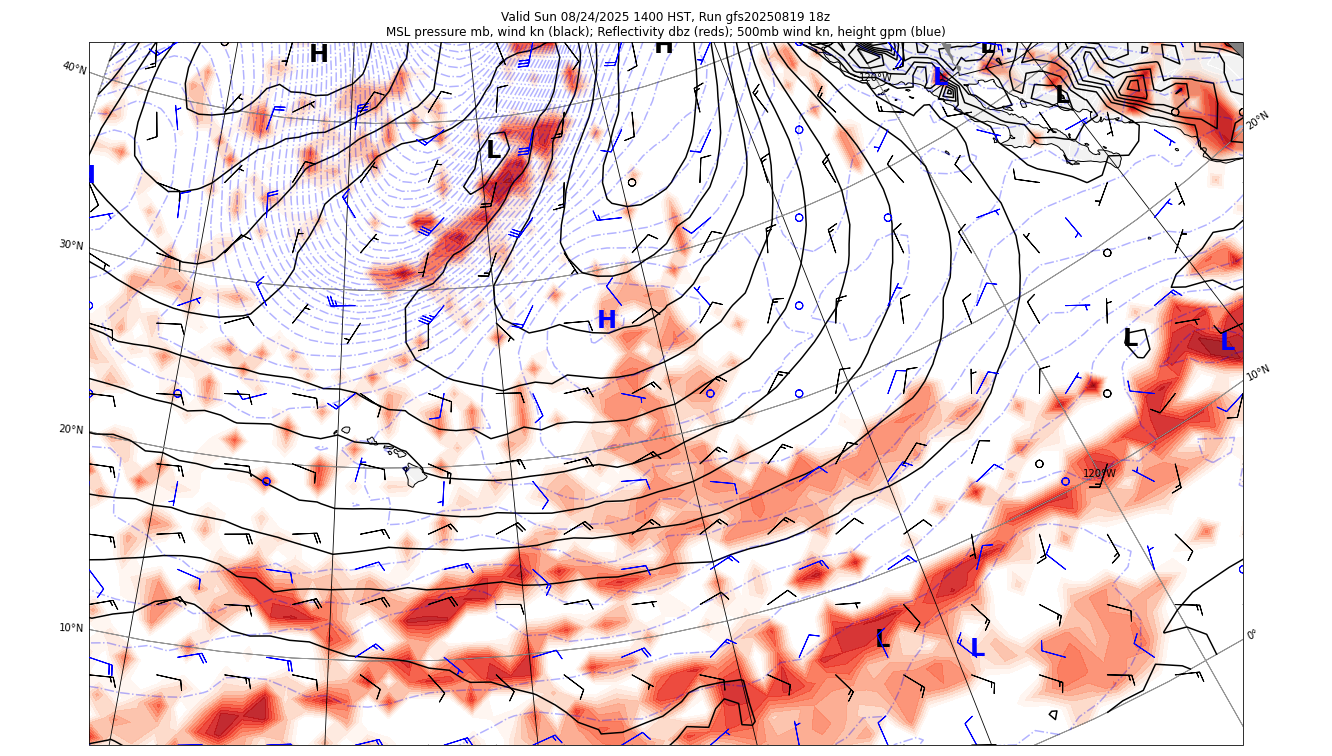 Valid Sun 08/24/2025 1400 HST, Run gfs20250819 18z
MSL pressure mb, wind kn (black); Reflectivity dbz (reds); 500mb wind kn, height gpm (blue)
H
H
L
40°N
120°W
L
L
20°N
L
H
30°N
H
L
L
10°N
20°N
120°W
10°N
L
L
0°